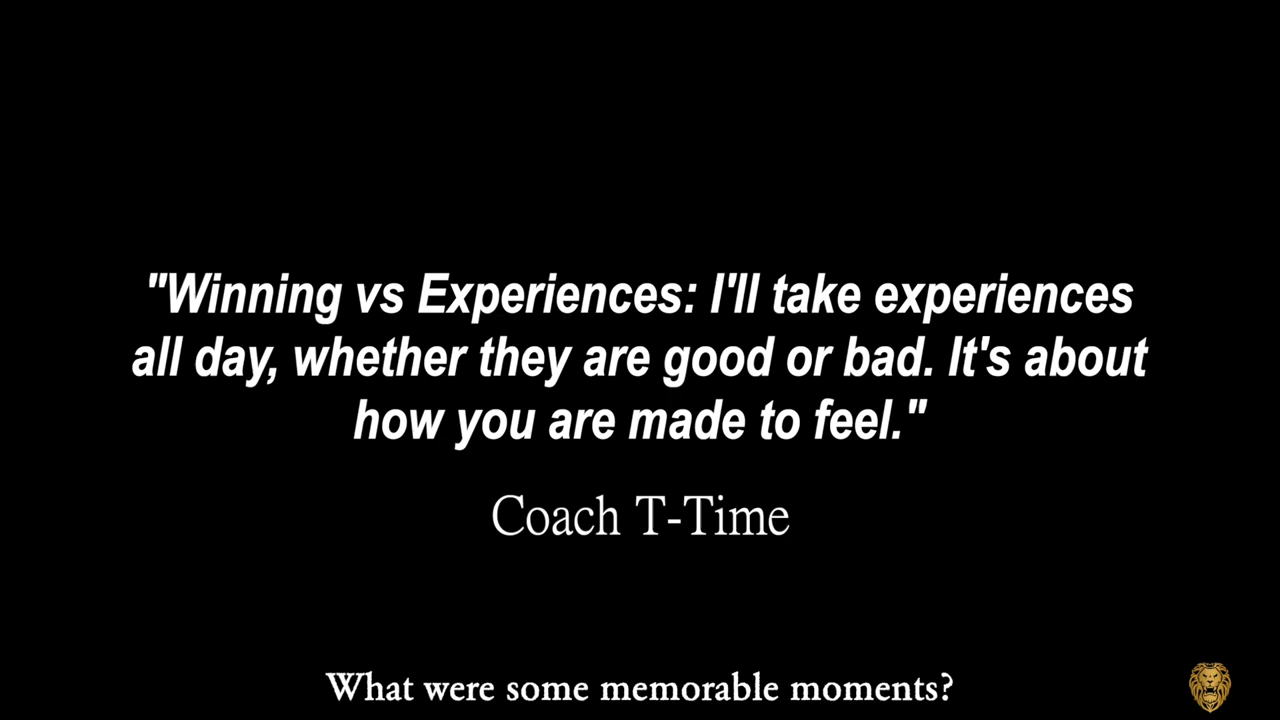 "Winning vs Experiences: I'll take experiences
all day, whether they are good or bad. It's about
how you are made to feel."
Coach T-Time
What were some memorable moments?